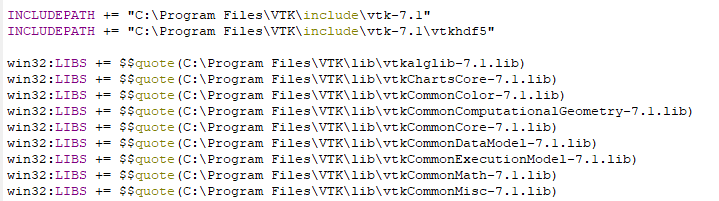 INCLUDEPATH += "C:\Program Files\VTK\include\vtk-7.1"
INCLUDEPATH += "C:\Program Files\VTK\include\vtk-7.1\vtkhdf5"
win32:LIBS += $$quote(C:\Program Files\VTK\lib\vtkalglib-7.1.lib)
win32:LIBS += $$quote(C:\Program Files\VTK\lib\vtkChartsCore-7.1.lib)
win32:LIBS += $$quote(C:\Program Files\VTK\lib\vtkCommonColor-7.1.lib)
win32:LIBS += $$quote(C:\Program Files\VTK\lib\vtkCommonComputationalGeometry-7.1.lib)
win32:LIBS += $$quote(C:\Program Files\VTK\lib\vtkCommonCore-7.1.lib)
win32:LIBS += $$quote(C:\Program Files\VTK\lib\vtkCommonDataModel-7.1.lib)
win32:LIBS += $$quote(C:\Program Files\VTK\lib\vtkCommonExecutionModel-7.1.lib)
win32:LIBS += $$quote(C:\Program Files\VTK\lib\vtkCommonMath-7.1.lib)
win32:LIBS += $$quote(C:\Program Files\VTK\lib\vtkCommonMisc-7.1.lib)